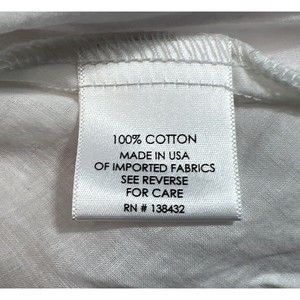 100% COTTON
MADE IN USA
OF IMPORTED FABRICS
SEE REVERSE
FOR CARE
RN # 138432